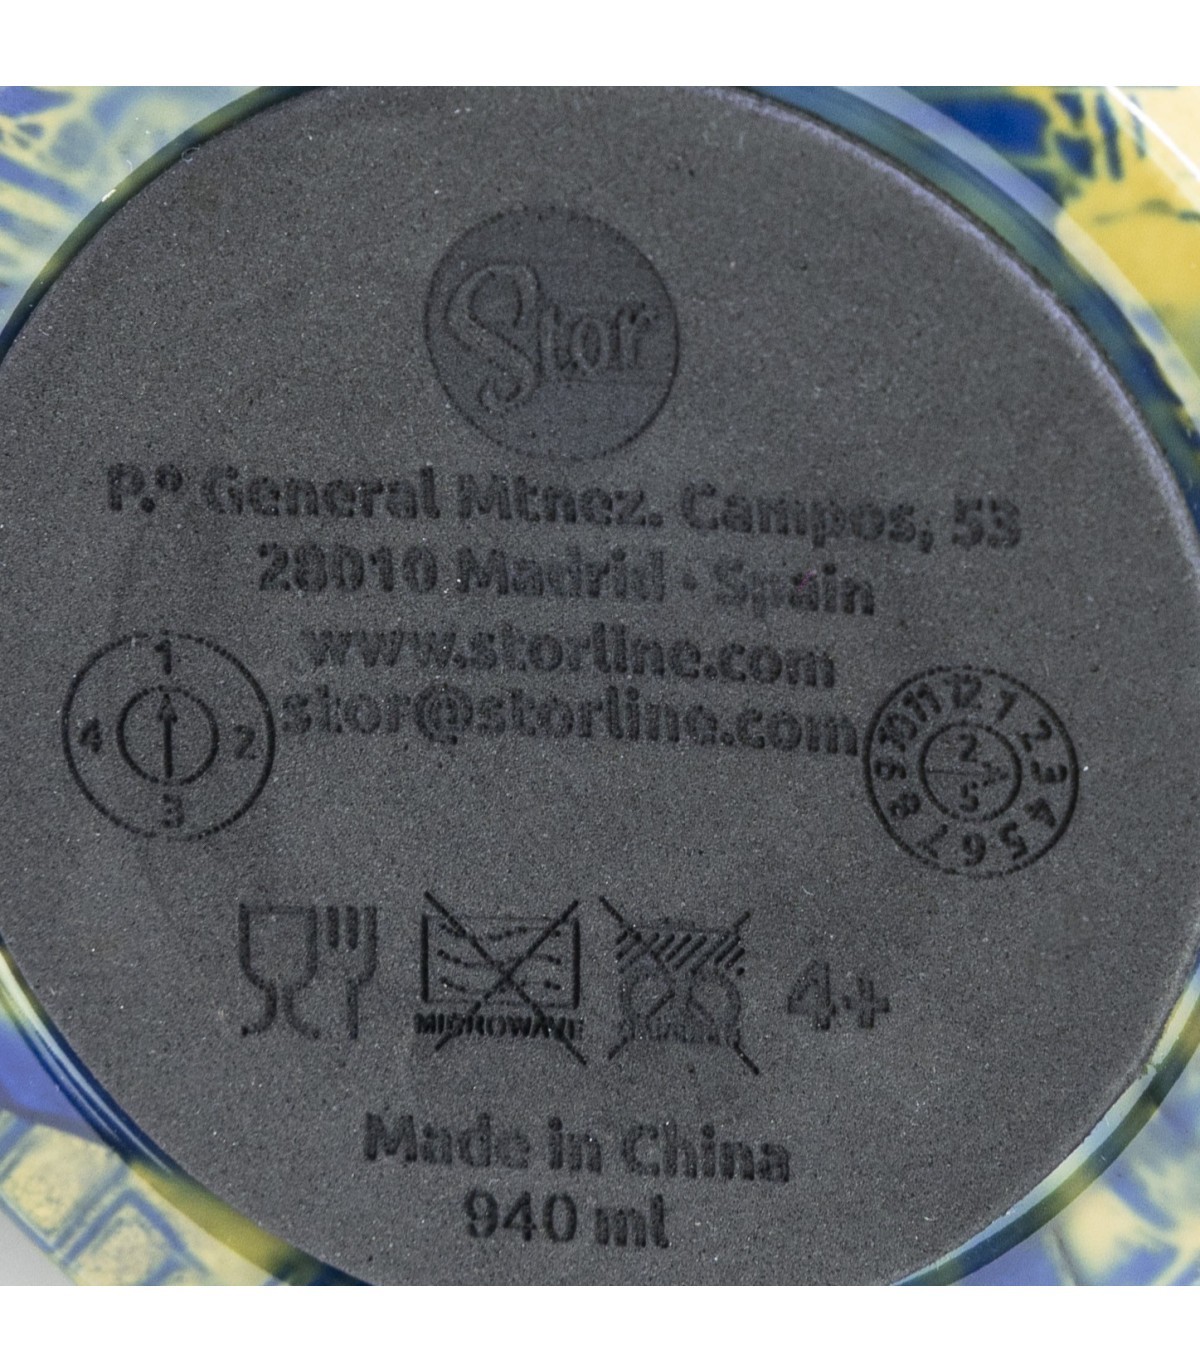 Stor
P.º General Mtnez. Campos, 53
28010 Madrid · Spain
www.storline.com
stor@storline.com
1
4 2
3
10 11 12 1 2 3 4 5 6 7 8 9
2 5
MICROWAVE
4+
Made in China
940 ml